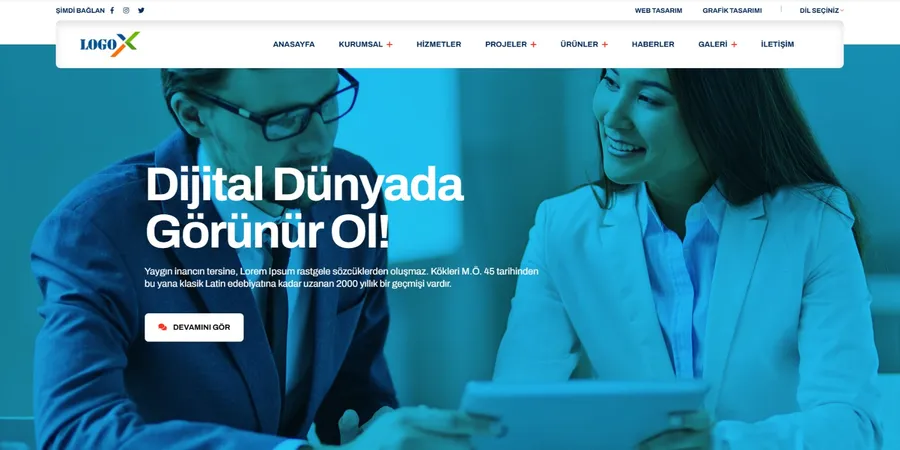 ŞİMDİ BAĞLAN
WEB TASARIM GRAFİK TASARIMI | DİL SEÇİNİZ
LOGO X
ANASAYFA KURUMSAL + HİZMETLER PROJELER + ÜRÜNLER + HABERLER GALERİ + İLETİŞİM
Dijital Dünyada
Görünür Ol!
Yaygın inancın tersine, Lorem Ipsum rastgele sözcüklerden oluşmaz. Kökleri M.Ö. 45 tarihinden
bu yana klasik Latin edebiyatına kadar uzanan 2000 yıllık bir geçmişi vardır.
DEVAMINI GÖR